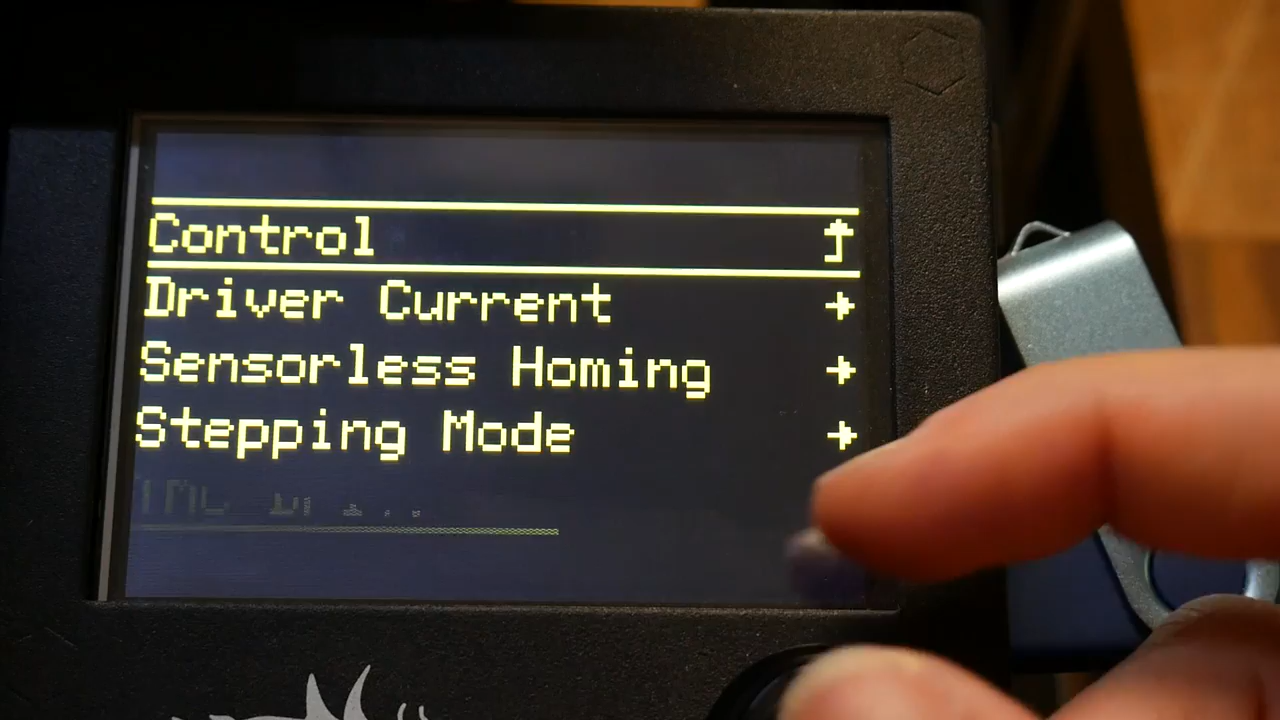 Control
Driver Current
Sensorless Homing
Stepping Mode